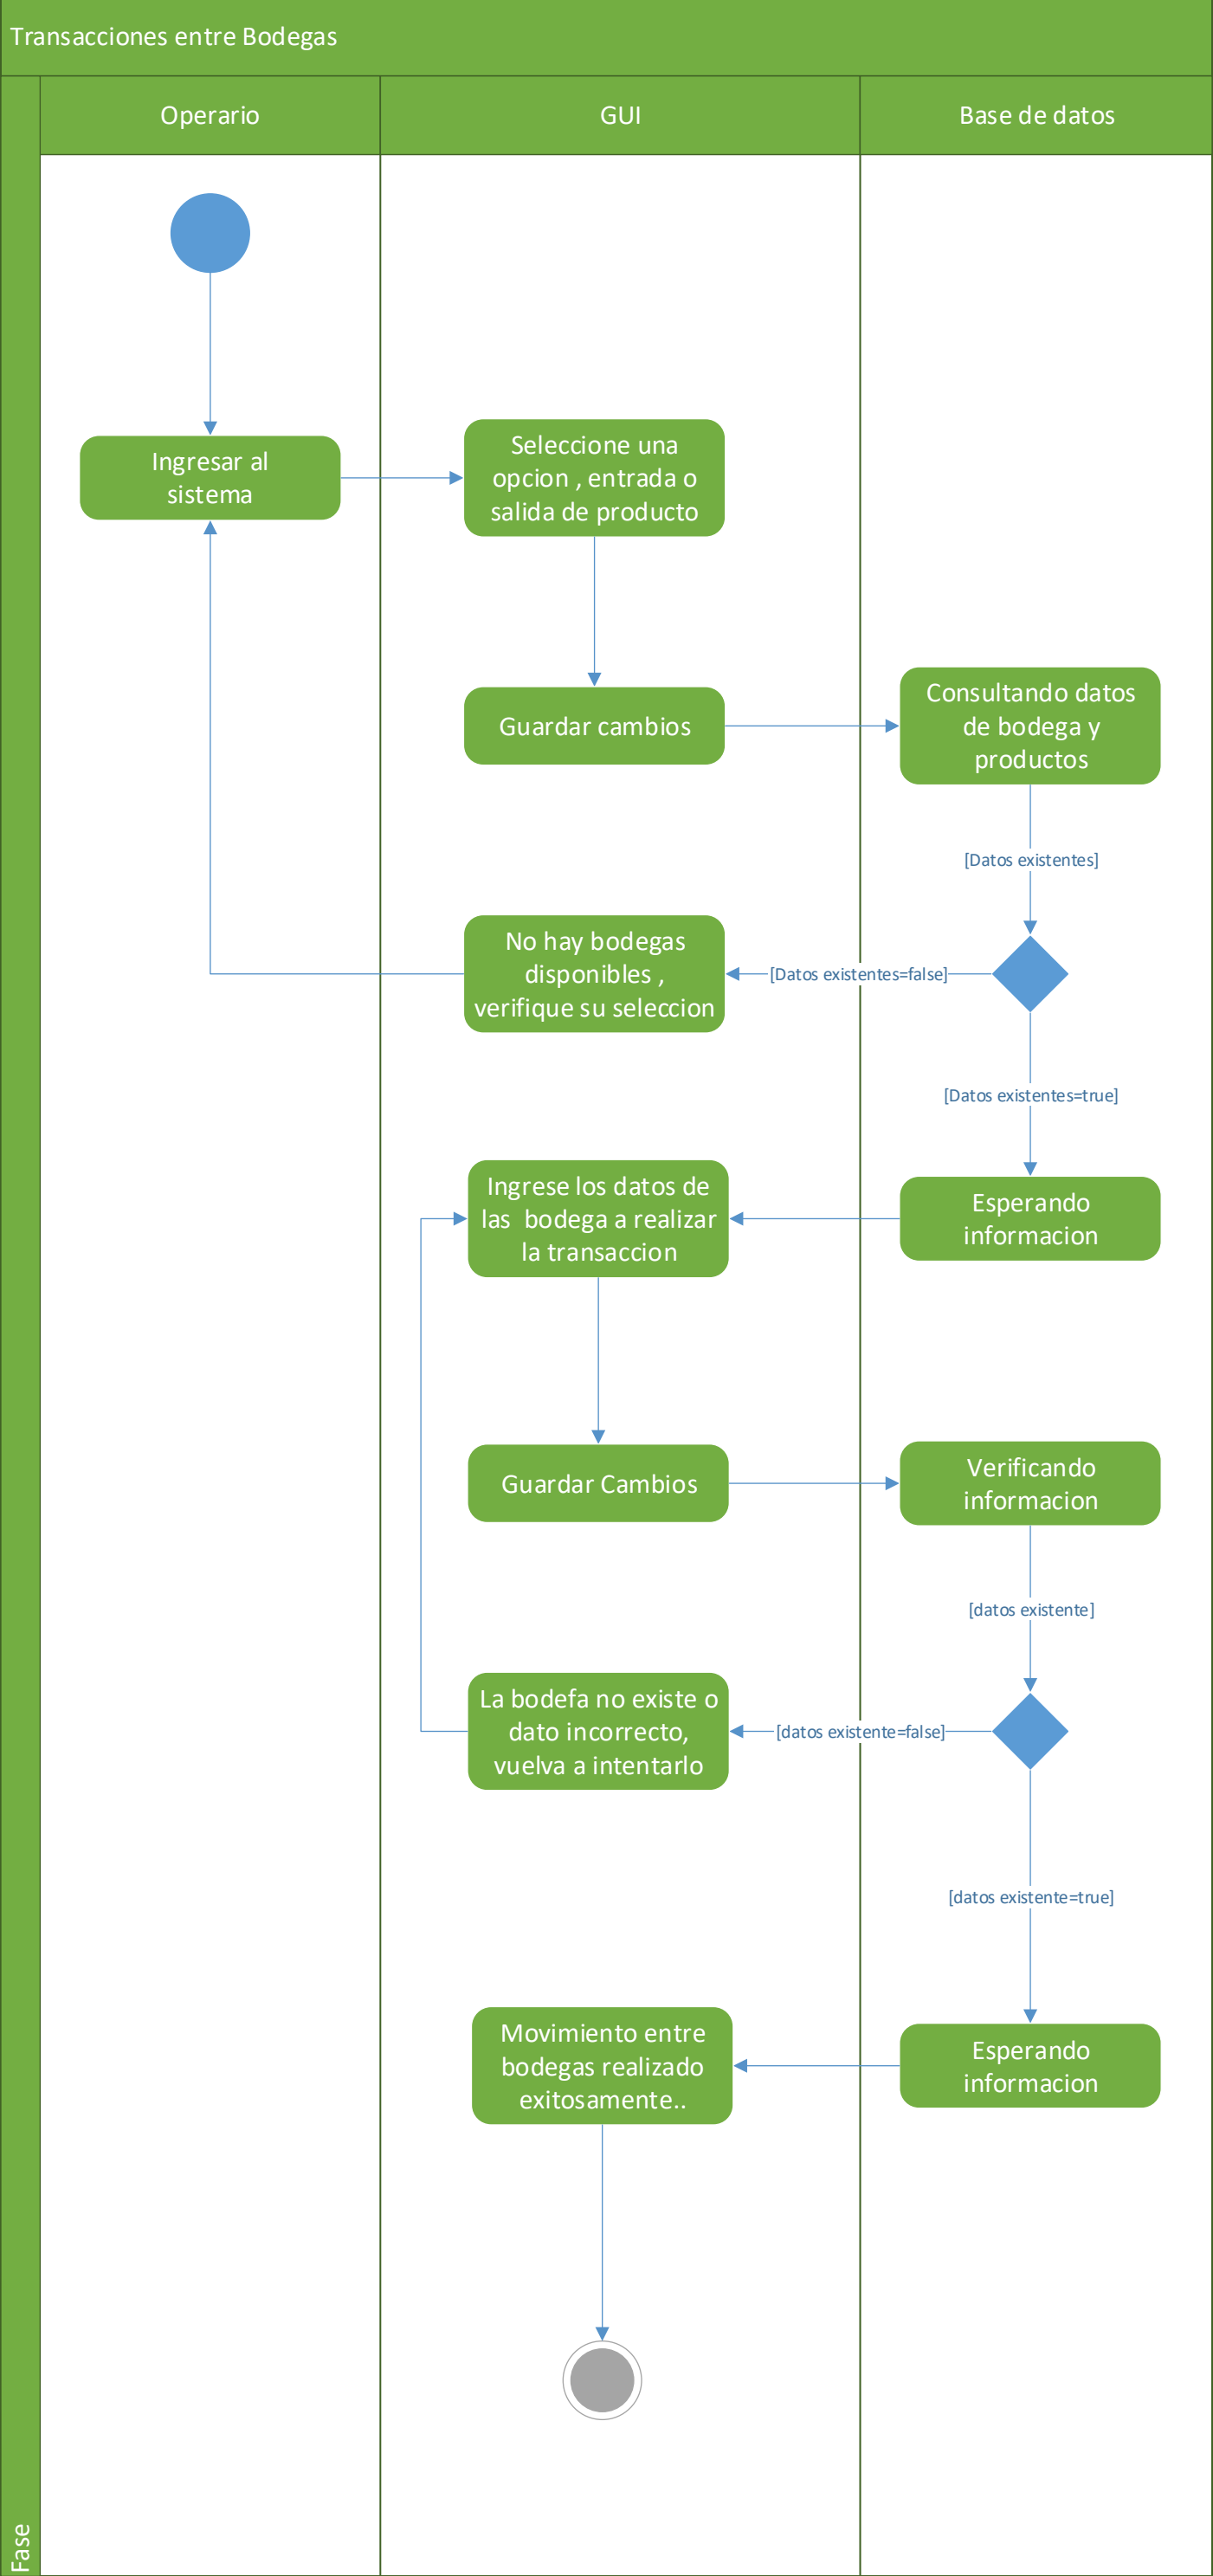 Transacciones entre Bodegas
Operario
GUI
Base de datos
Ingresar al
sistema
Seleccione una
opcion , entrada o
salida de producto
Guardar cambios
Consultando datos
de bodega y
productos
[Datos existentes]
No hay bodegas
disponibles ,
verifique su seleccion
[Datos existentes=false]
[Datos existentes=true]
Ingrese los datos de
las bodega a realizar
la transaccion
Esperando
informacion
Guardar Cambios
Verificando
informacion
[datos existente]
La bodefa no existe o
dato incorrecto,
vuelva a intentarlo
[datos existente=false]
[datos existente=true]
Movimiento entre
bodegas realizado
exitosamente..
Esperando
informacion
Fase